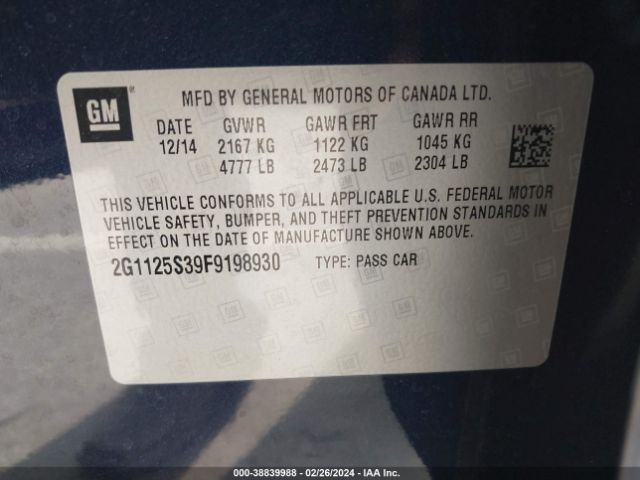 GM
MFD BY GENERAL MOTORS OF CANADA LTD.
DATE GVWR GAWR FRT GAWR RR
12/14 2167 KG 1122 KG 1045 KG
4777 LB 2473 LB 2304 LB
THIS VEHICLE CONFORMS TO ALL APPLICABLE U.S. FEDERAL MOTOR
VEHICLE SAFETY, BUMPER, AND THEFT PREVENTION STANDARDS IN
EFFECT ON THE DATE OF MANUFACTURE SHOWN ABOVE.
2G1125S39F9198930 TYPE: PASS CAR
000-38839988 - 02/26/2024 - IAA Inc.